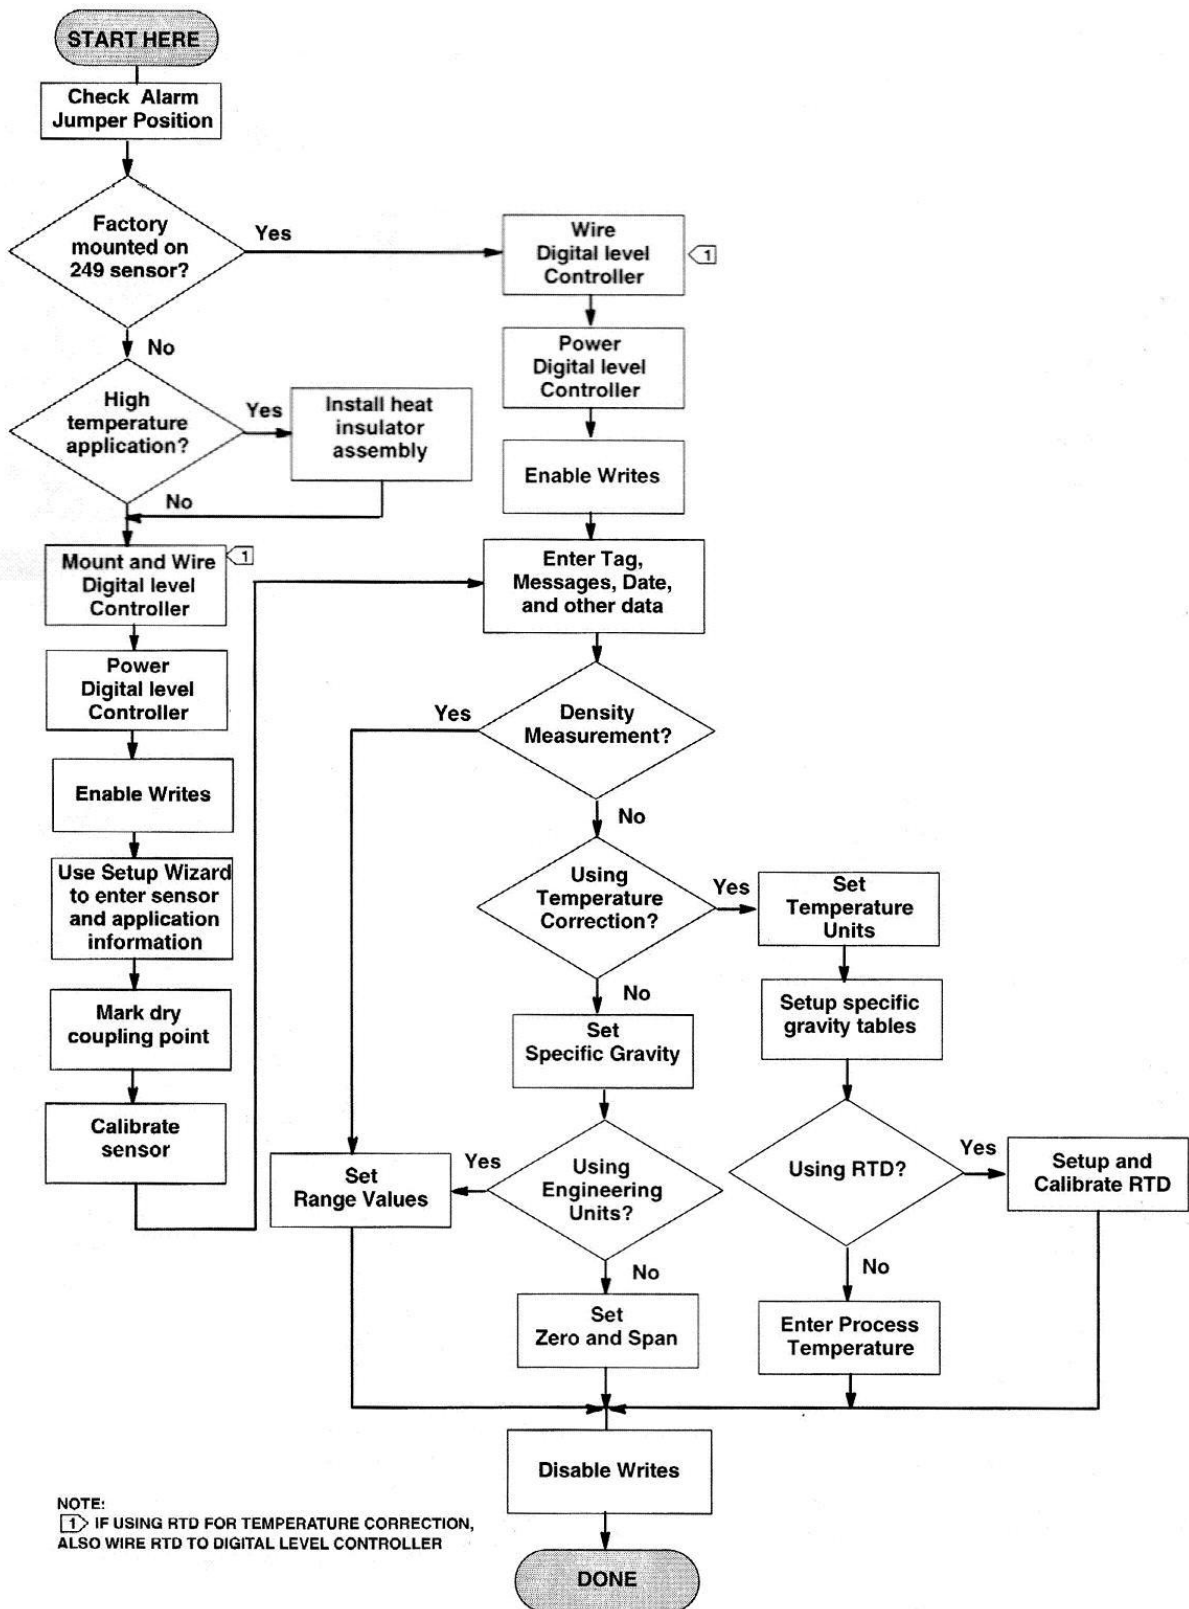 START HERE
Check Alarm
Jumper Position
Factory
mounted on
249 sensor?
Yes
No
Wire
Digital level
Controller
1
Power
Digital level
Controller
High
temperature
application?
Yes
No
Install heat
insulator
assembly
Enable Writes
Mount and Wire
Digital level
Controller
1
Enter Tag,
Messages, Date,
and other data
Power
Digital level
Controller
Enable Writes
Use Setup Wizard
to enter sensor
and application
information
Mark dry
coupling point
Calibrate
sensor
Density
Measurement?
Yes
No
Using
Temperature
Correction?
Yes
No
Set
Temperature
Units
Setup specific
gravity tables
Set
Specific Gravity
Using
Engineering
Units?
Yes
No
Set
Range Values
Using RTD?
Yes
No
Setup and
Calibrate RTD
Set
Zero and Span
Enter Process
Temperature
Disable Writes
DONE
NOTE:
1 IF USING RTD FOR TEMPERATURE CORRECTION,
ALSO WIRE RTD TO DIGITAL LEVEL CONTROLLER